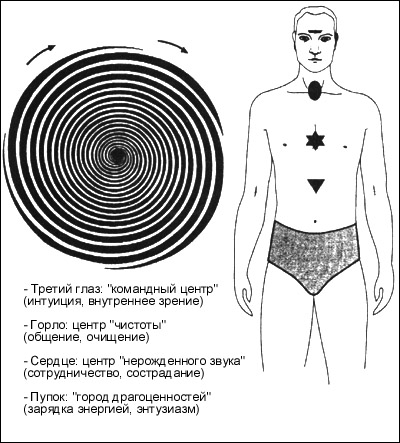 - Третий глаз: "командный центр"
(интуиция, внутреннее зрение)
- Горло: центр "чистоты"
(общение, очищение)
- Сердце: центр "нерожденного звука"
(сотрудничество, сострадание)
- Пупок: "город драгоценностей"
(зарядка энергией, энтузиазм)